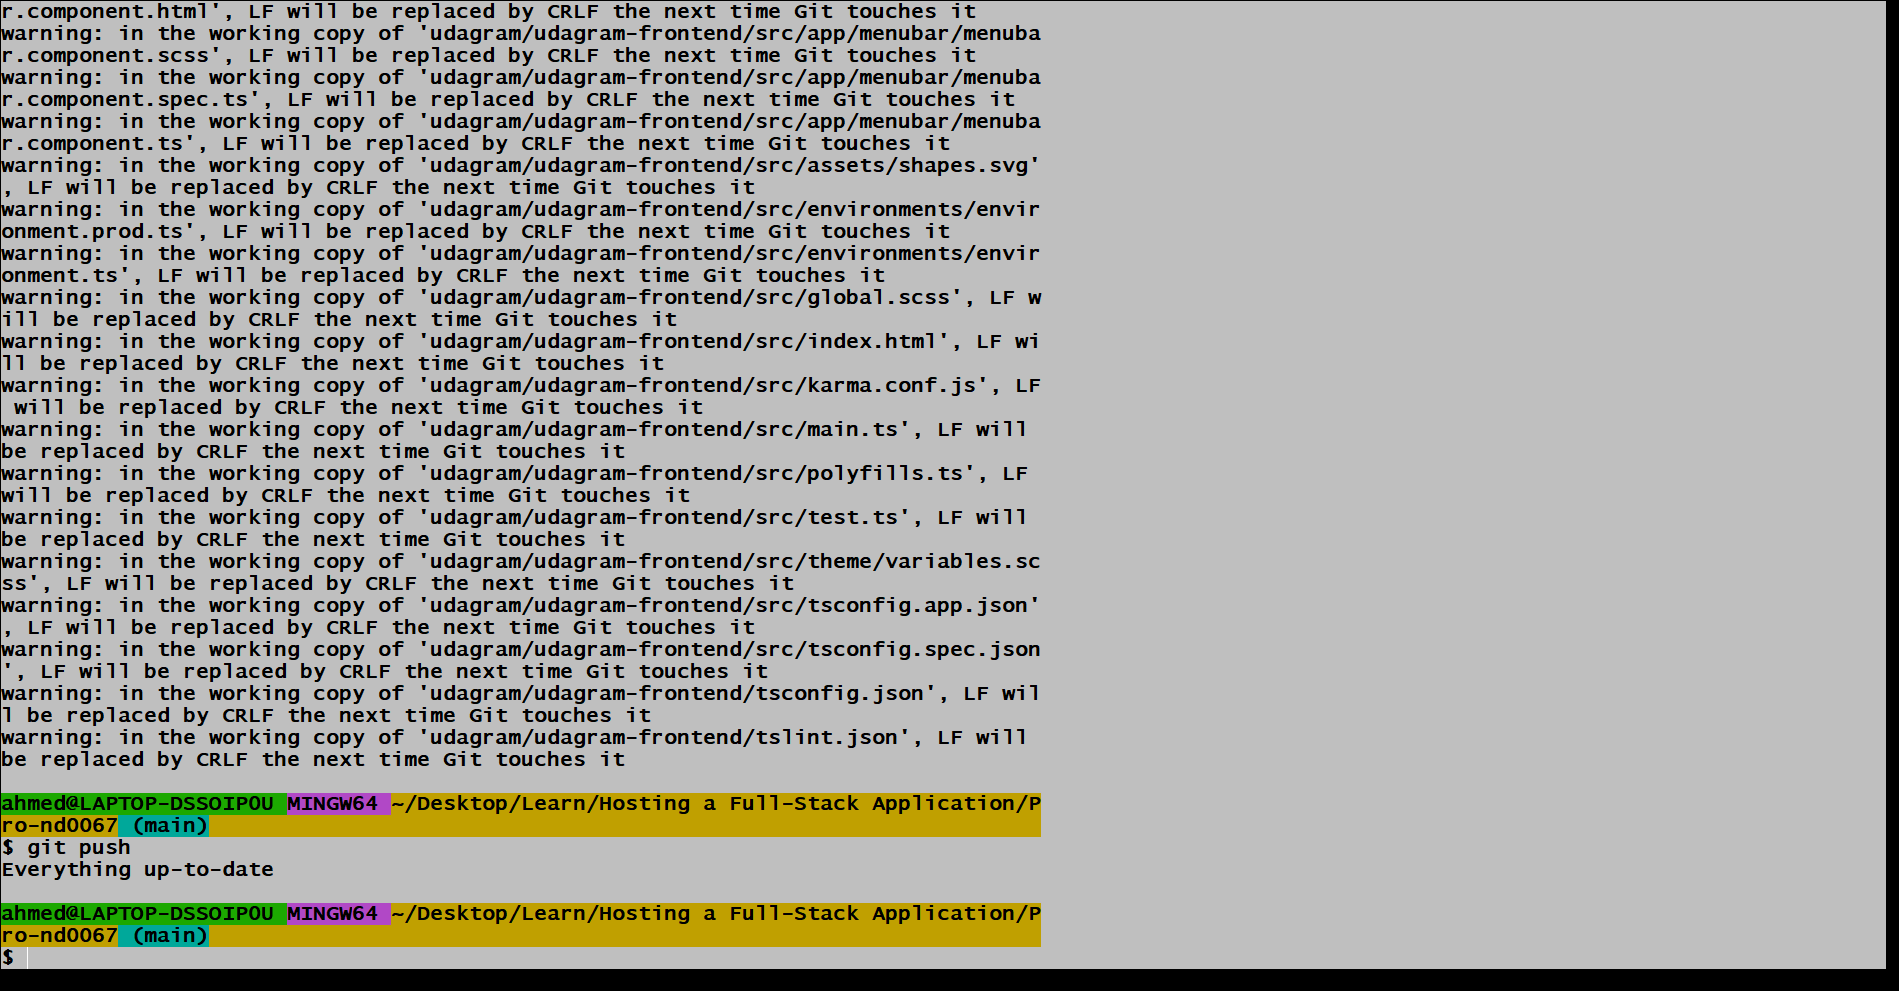 r.component.html', LF will be replaced by CRLF the next time Git touches it
warning: in the working copy of 'udagram/udagram-frontend/src/app/menubar/menuba
r.component.scss', LF will be replaced by CRLF the next time Git touches it
warning: in the working copy of 'udagram/udagram-frontend/src/app/menubar/menuba
r.component.spec.ts', LF will be replaced by CRLF the next time Git touches it
warning: in the working copy of 'udagram/udagram-frontend/src/app/menubar/menuba
r.component.ts', LF will be replaced by CRLF the next time Git touches it
warning: in the working copy of 'udagram/udagram-frontend/src/assets/shapes.svg'
, LF will be replaced by CRLF the next time Git touches it
warning: in the working copy of 'udagram/udagram-frontend/src/environments/envir
onment.prod.ts', LF will be replaced by CRLF the next time Git touches it
warning: in the working copy of 'udagram/udagram-frontend/src/environments/envir
onment.ts', LF will be replaced by CRLF the next time Git touches it
warning: in the working copy of 'udagram/udagram-frontend/src/global.scss', LF w
ill be replaced by CRLF the next time Git touches it
warning: in the working copy of 'udagram/udagram-frontend/src/index.html', LF wi
ll be replaced by CRLF the next time Git touches it
warning: in the working copy of 'udagram/udagram-frontend/src/karma.conf.js', LF
 will be replaced by CRLF the next time Git touches it
warning: in the working copy of 'udagram/udagram-frontend/src/main.ts', LF will
be replaced by CRLF the next time Git touches it
warning: in the working copy of 'udagram/udagram-frontend/src/polyfills.ts', LF
will be replaced by CRLF the next time Git touches it
warning: in the working copy of 'udagram/udagram-frontend/src/test.ts', LF will
be replaced by CRLF the next time Git touches it
warning: in the working copy of 'udagram/udagram-frontend/src/theme/variables.sc
ss', LF will be replaced by CRLF the next time Git touches it
warning: in the working copy of 'udagram/udagram-frontend/src/tsconfig.app.json'
, LF will be replaced by CRLF the next time Git touches it
warning: in the working copy of 'udagram/udagram-frontend/src/tsconfig.spec.json
', LF will be replaced by CRLF the next time Git touches it
warning: in the working copy of 'udagram/udagram-frontend/tsconfig.json', LF wil
l be replaced by CRLF the next time Git touches it
warning: in the working copy of 'udagram/udagram-frontend/tslint.json', LF will
be replaced by CRLF the next time Git touches it

ahmed@LAPTOP-DSSOIP0U MINGW64 ~/Desktop/Learn/Hosting a Full-Stack Application/P
ro-nd0067 (main)
$ git push
Everything up-to-date

ahmed@LAPTOP-DSSOIP0U MINGW64 ~/Desktop/Learn/Hosting a Full-Stack Application/P
ro-nd0067 (main)
$